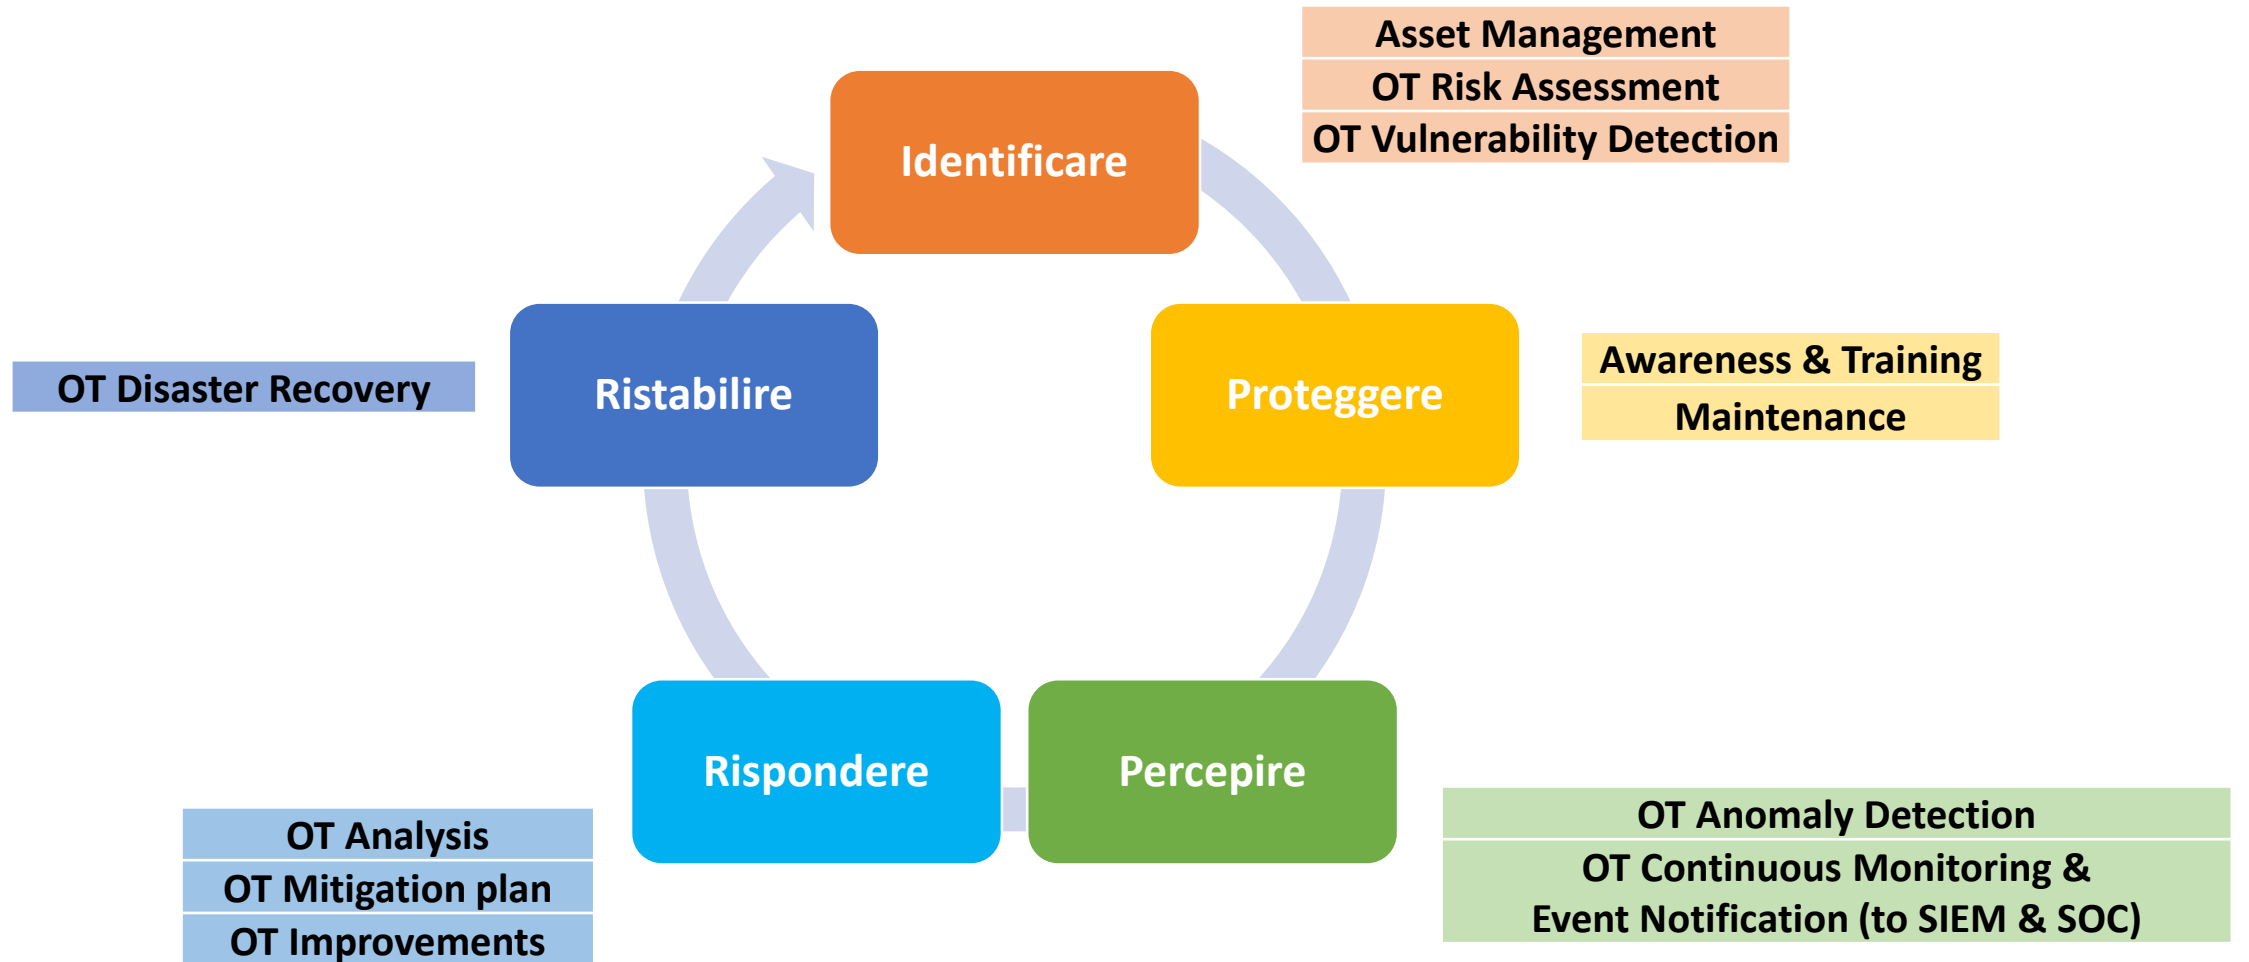 Asset Management
OT Risk Assessment
OT Vulnerability Detection
Identificare
Proteggere
Awareness & Training
Maintenance
Ristabilire
OT Disaster Recovery
Rispondere
Percepire
OT Anomaly Detection
OT Continuous Monitoring &
Event Notification (to SIEM & SOC)
OT Analysis
OT Mitigation plan
OT Improvements